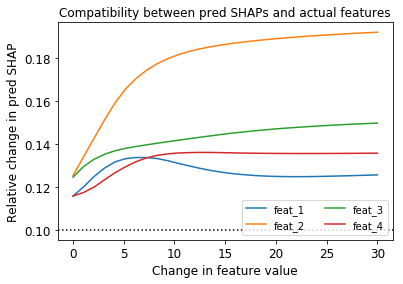 Compatibility between pred SHAPs and actual features
Relative change in pred SHAP
0.18
0.16
0.14
0.12
0.10
feat_1
feat_2
feat_3
feat_4
0
5
10
15
20
25
30
Change in feature value